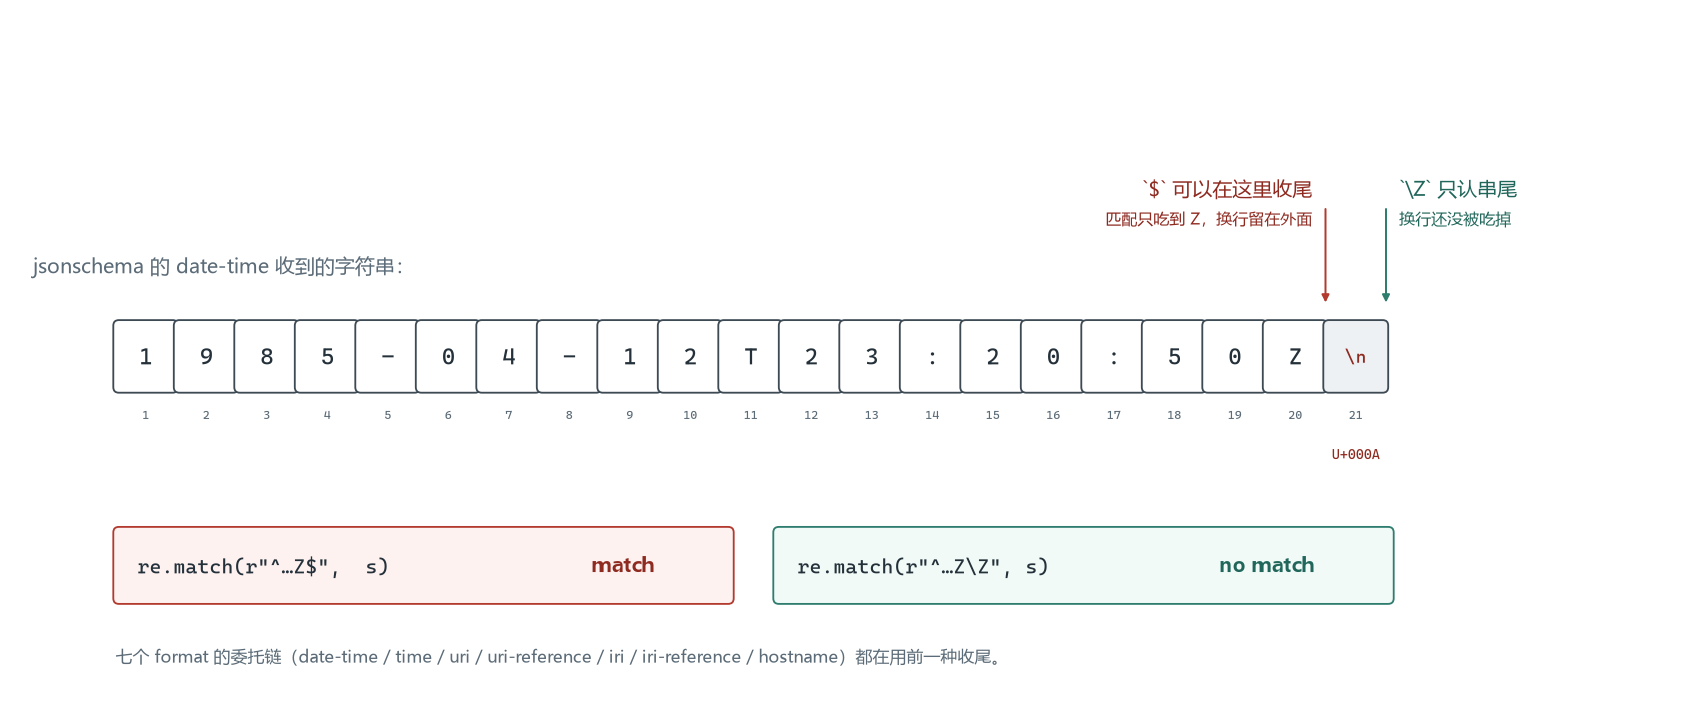 `$` 可以在这里收尾
匹配只吃到 Z，换行留在外面
`\Z` 只认串尾
换行还没被吃掉
jsonschema 的 date-time 收到的字符串：
1 9 8 5 - 0 4 - 1 2 T 2 3 : 2 0 : 5 0 Z \n
1 2 3 4 5 6 7 8 9 10 11 12 13 14 15 16 17 18 19 20 21
U+000A
re.match(r"^…Z$",  s) match
re.match(r"^…Z\Z", s) no match
七个 format 的委托链（date-time / time / uri / uri-reference / iri / iri-reference / hostname）都在用前一种收尾。